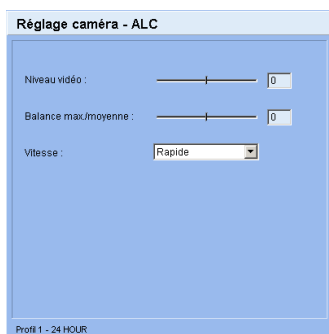 Réglage caméra - ALC
Niveau vidéo : 0
Balance max./moyenne : 0
Vitesse : Rapide
Profil 1 - 24 HOUR